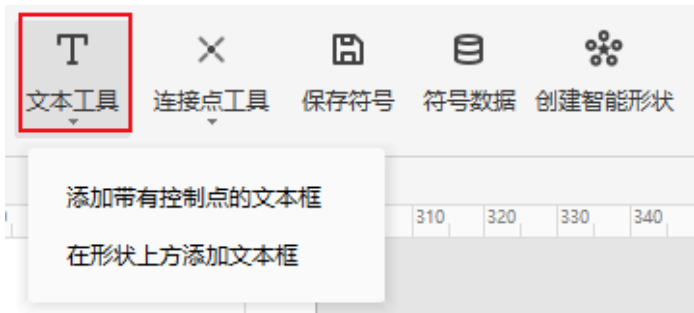 文本工具 连接点工具 保存符号 符号数据 创建智能形状
添加带有控制点的文本框
310 320 330 340
在形状上方添加文本框